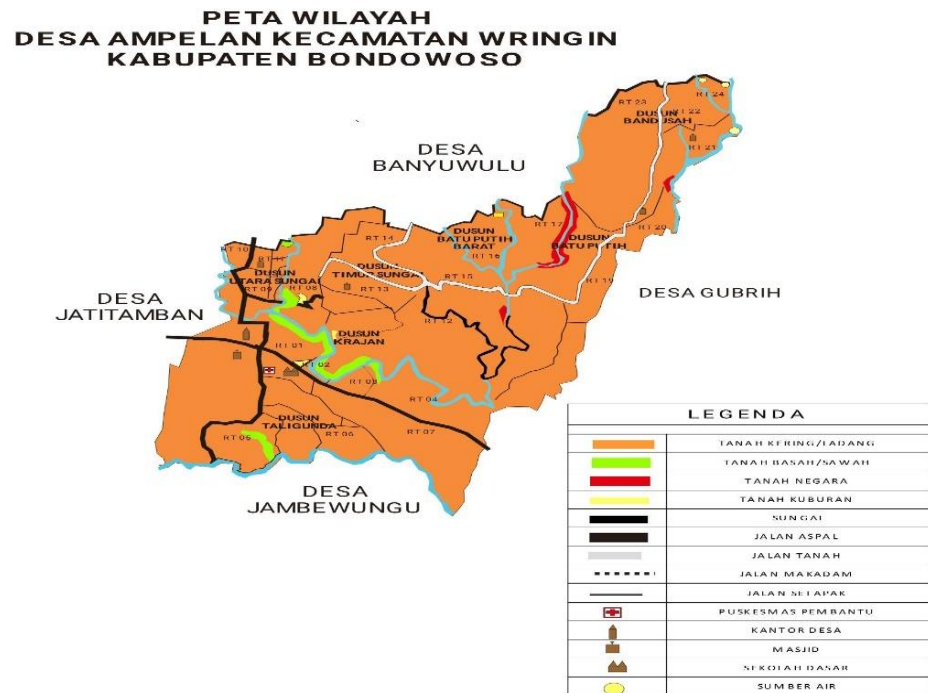 PETA WILAYAH
DESA AMPELAN KECAMATAN WRINGIN
KABUPATEN BONDOWOSO
DESA
BANYUWULU
RT 23
RT 24
RT 22
DUSUN
BANDUSAH
RT 21
RT 20
RT 17
DUSUN
BATU PUTIH
DUSUN
BATU PUTIH
BARAT
RT 16
RT 19
RT 14
RT 15
DUSUN
TIMUR SUNGAI
RT 13
RT 12
RT 10
DUSUN
UTARA SUNGAI
RT 09
RT 08
DESA
JATITAMBAN
DESA GUBRIH
DUSUN
KRAJAN
RT 01
RT 02
RT 03
RT 04
DUSUN
TALIGUNDA
RT 05
RT 06
RT 07
DESA
JAMBEWUNGU
LEGENDA
TANAH KERING/LADANG
TANAH BASAH/SAWAH
TANAH NEGARA
TANAH KUBURAN
SUNGAI
JALAN ASPAL
JALAN TANAH
JALAN MAKADAM
JALAN SETAPAK
PUSKESMAS PEMBANTU
KANTOR DESA
MASJID
SEKOLAH DASAR
SUMBER AIR